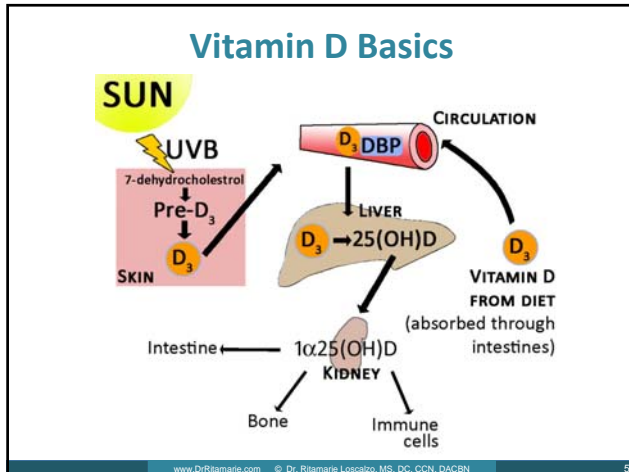 Vitamin D Basics
SUN
UVB
7-dehydrocholestrol
Pre-D₃
D₃
SKIN
CIRCULATION
D₃ DBP
LIVER
D₃ 25(OH)D
D₃
VITAMIN D
FROM DIET
(absorbed through
intestines)
Intestine
1α25(OH)D
KIDNEY
Bone
Immune
cells
www.DrRitamarie.com © Dr. Ritamarie Loscalzo, MS, DC, CCN, DACBN